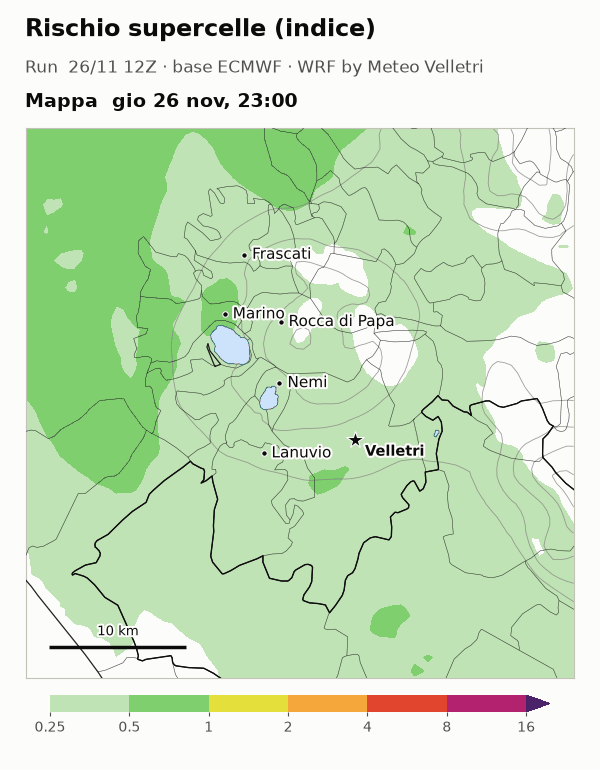 Rischio supercelle (indice)
Run 26/11 12Z · base ECMWF · WRF by Meteo Velletri
Mappa gio 26 nov, 23:00
Frascati
Marino
Rocca di Papa
Nemi
Velletri
Lanuvio
10 km
0.25 0.5 1 2 4 8 16